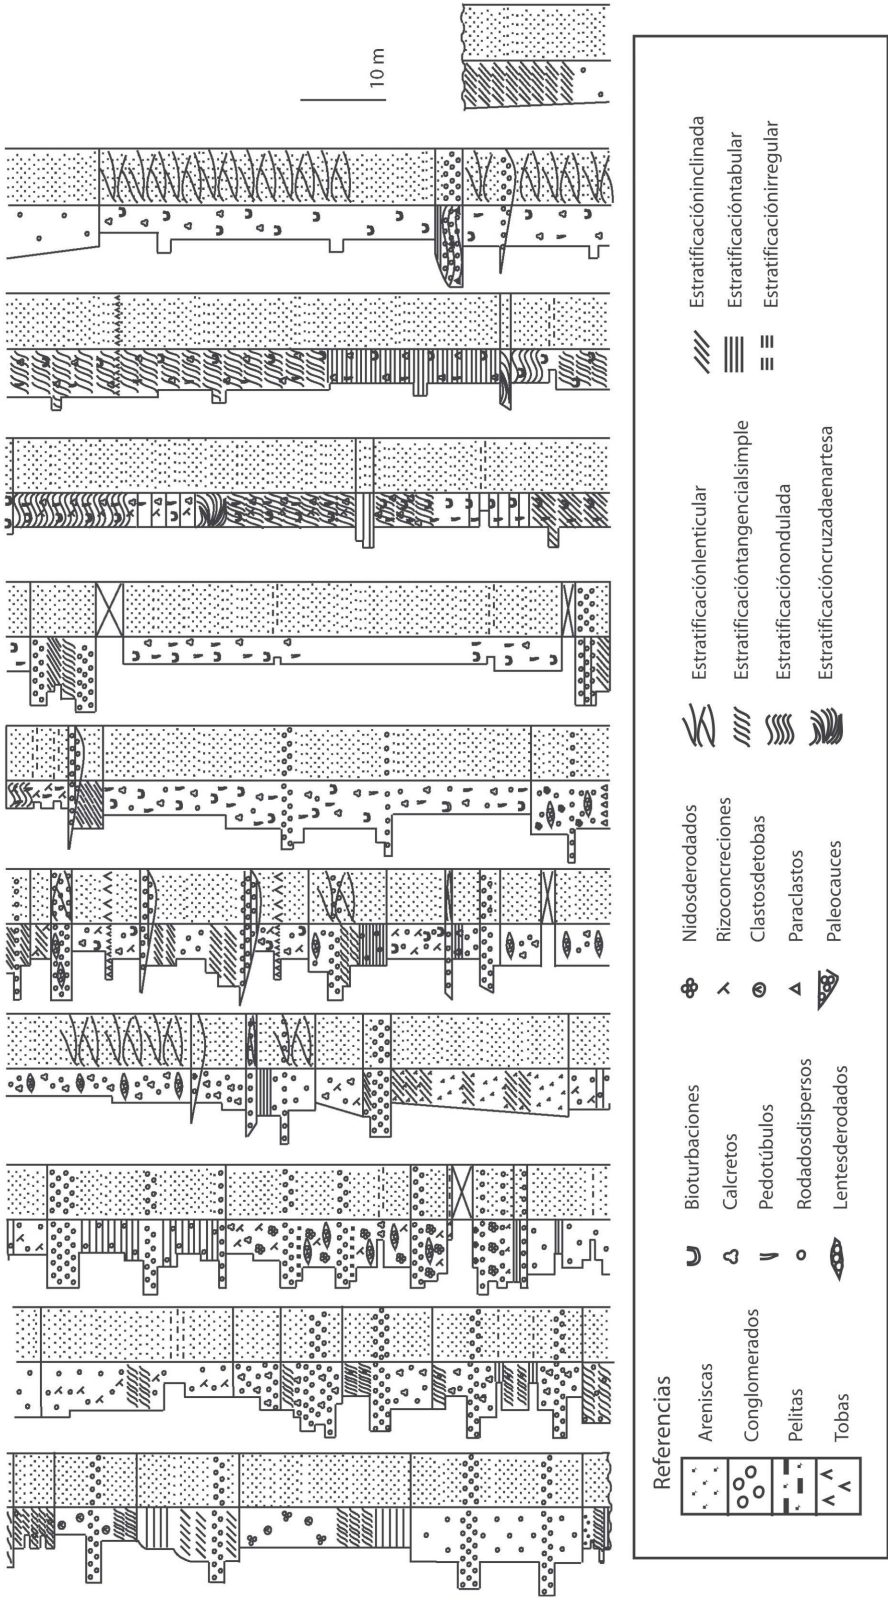 10 m
Referencias
Areniscas
Conglomerados
Pelitas
Tobas
Bioturbaciones
Calcretos
Pedotúbulos
Rodadosdispersos
Lentesderodados
Nidosderodados
Rizoconcreciones
Clastosdetobas
Paraclastos
Paleocauces
Estratificaciónlenticular
Estratificacióntangencialsimple
Estratificaciónondulada
Estratificacióncruzadaenartesa
Estratificacióninclinada
Estratificacióntabular
Estratificaciónirregular